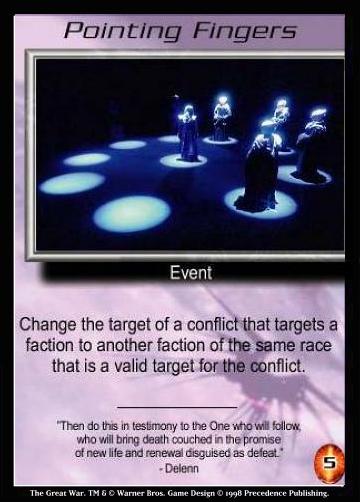 Pointing Fingers
Event
Change the target of a conflict that targets a
faction to another faction of the same race
that is a valid target for the conflict.
"Then do this in testimony to the One who will follow,
who will bring death couched in the promise
of new life and renewal disguised as defeat."
- Delenn
5
The Great War. TM & © Warner Bros. Game Design © 1998 Precedence Publishing.